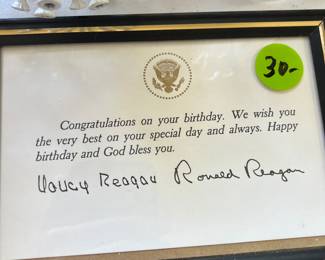 30-
Congratulations on your birthday. We wish you
the very best on your special day and always. Happy
birthday and God bless you.
Nancy Reagan Ronald Reagan